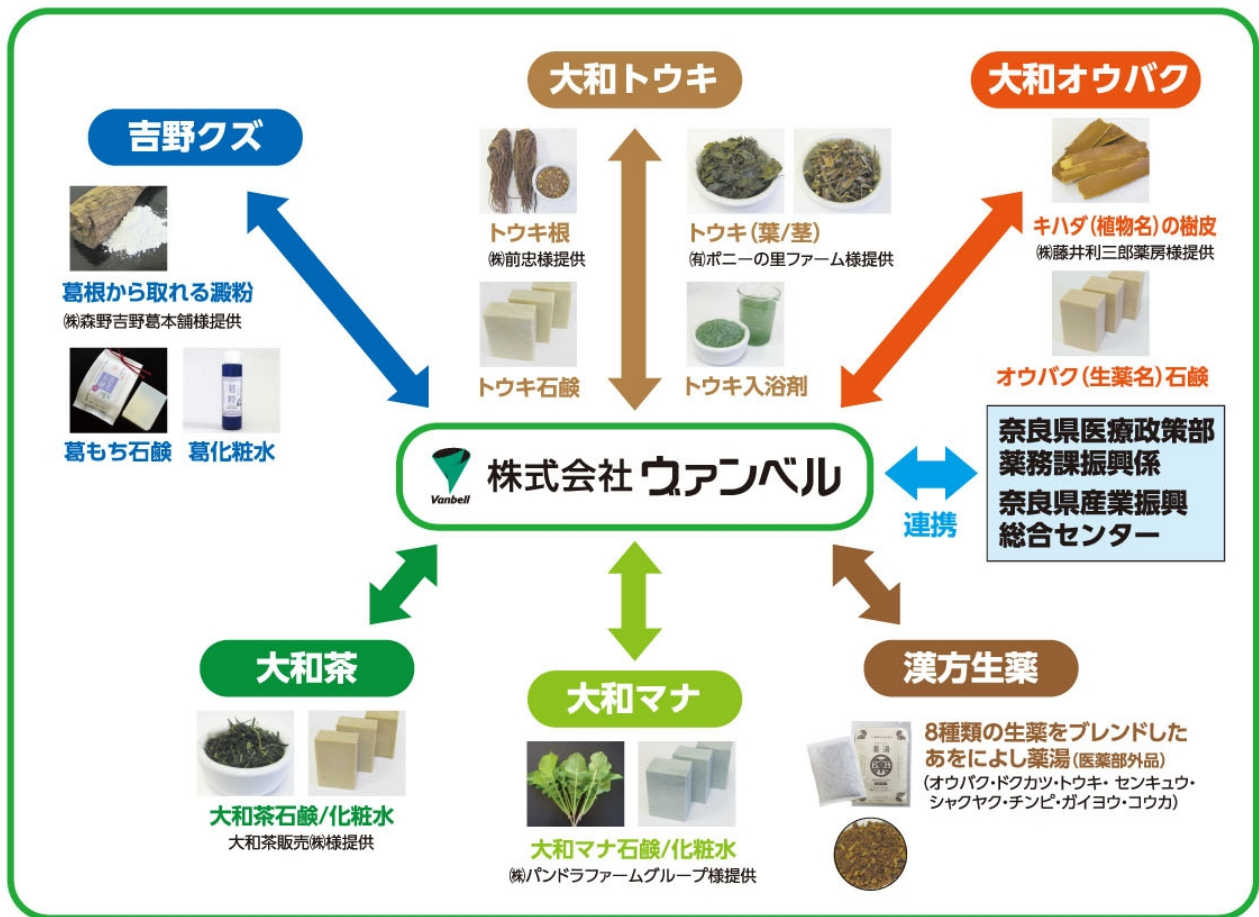 吉野クズ
葛根から取れる澱粉
㈱森野吉野葛本舗様提供
葛もち石鹸
葛化粧水
大和トウキ
トウキ根
㈱前忠様提供
トウキ(葉/茎)
㈲ポニーの里ファーム様提供
トウキ石鹸
トウキ入浴剤
大和オウバク
キハダ(植物名)の樹皮
㈱藤井利三郎薬房様提供
オウバク(生薬名)石鹸
Vanbell
株式会社ヴァンベル
連携
奈良県医療政策部
薬務課振興係
奈良県産業振興
総合センター
大和茶
大和茶石鹸/化粧水
大和茶販売㈱様提供
大和マナ
大和マナ石鹸/化粧水
㈱パンドラファームグループ様提供
漢方生薬
8種類の生薬をブレンドした
あをによし薬湯(医薬部外品)
(オウバク・ドクカツ・トウキ・センキュウ・
シャクヤク・チンピ・ガイヨウ・コウカ)
薬湯